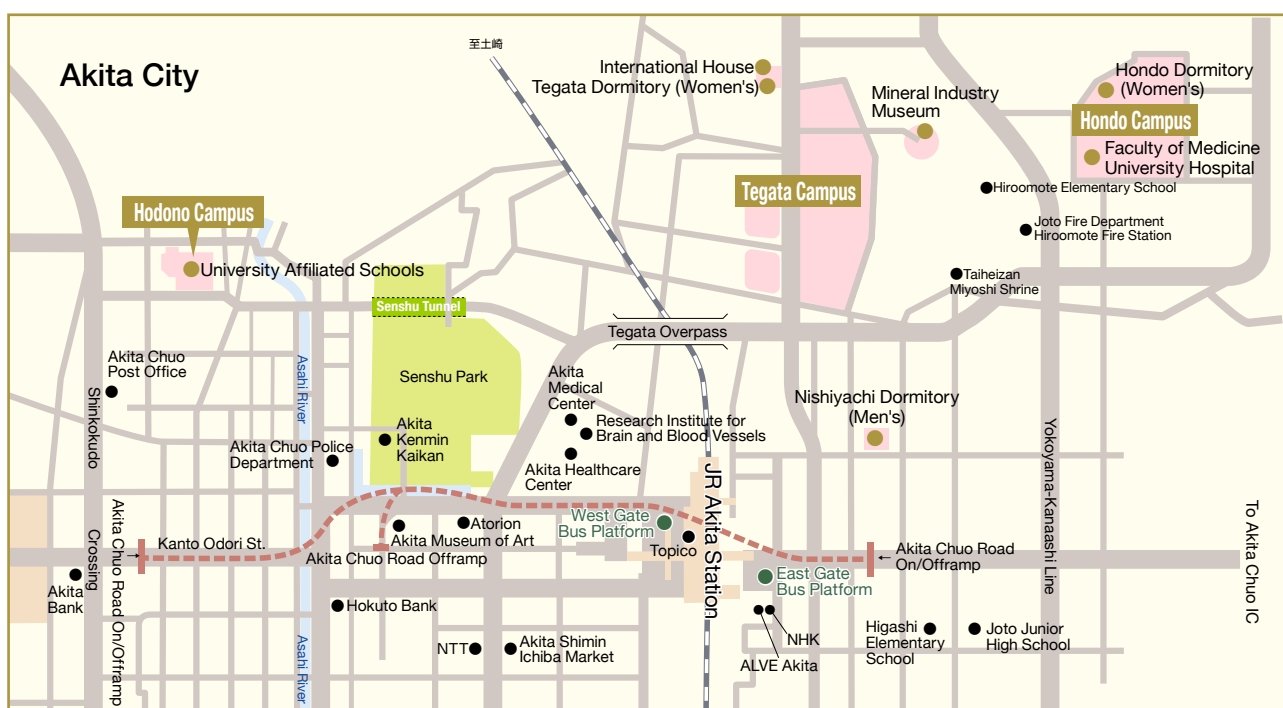 Akita City
至土崎
International House
Tegata Dormitory (Women's)
Mineral Industry
Museum
Hondo Dormitory
(Women's)
Hondo Campus
Faculty of Medicine
University Hospital
Tegata Campus
Hiroomote Elementary School
Joto Fire Department
Hiroomote Fire Station
Taiheizan
Miyoshi Shrine
Hodono Campus
University Affiliated Schools
Senshu Tunnel
Tegata Overpass
Akita Chuo
Post Office
Shinkokudo
Asahi River
Senshu Park
Akita
Medical
Center
Research Institute for
Brain and Blood Vessels
Akita Healthcare
Center
Nishiyachi Dormitory
(Men's)
Akita
Kenmin
Kaikan
Akita Chuo Police
Department
JR Akita Station
Yokoyama-Kanaashi Line
To Akita Chuo IC
West Gate
Bus Platform
Topico
Atorion
Akita Museum of Art
Akita Chuo Road Offramp
Kanto Odori St.
Crossing
Akita Chuo Road On/Offramp
Akita Chuo Road
On/Offramp
East Gate
Bus Platform
Akita
Bank
Hokuto Bank
NTT
Akita Shimin
Ichiba Market
Asahi River
NHK
ALVE Akita
Higashi
Elementary
School
Joto Junior
High School